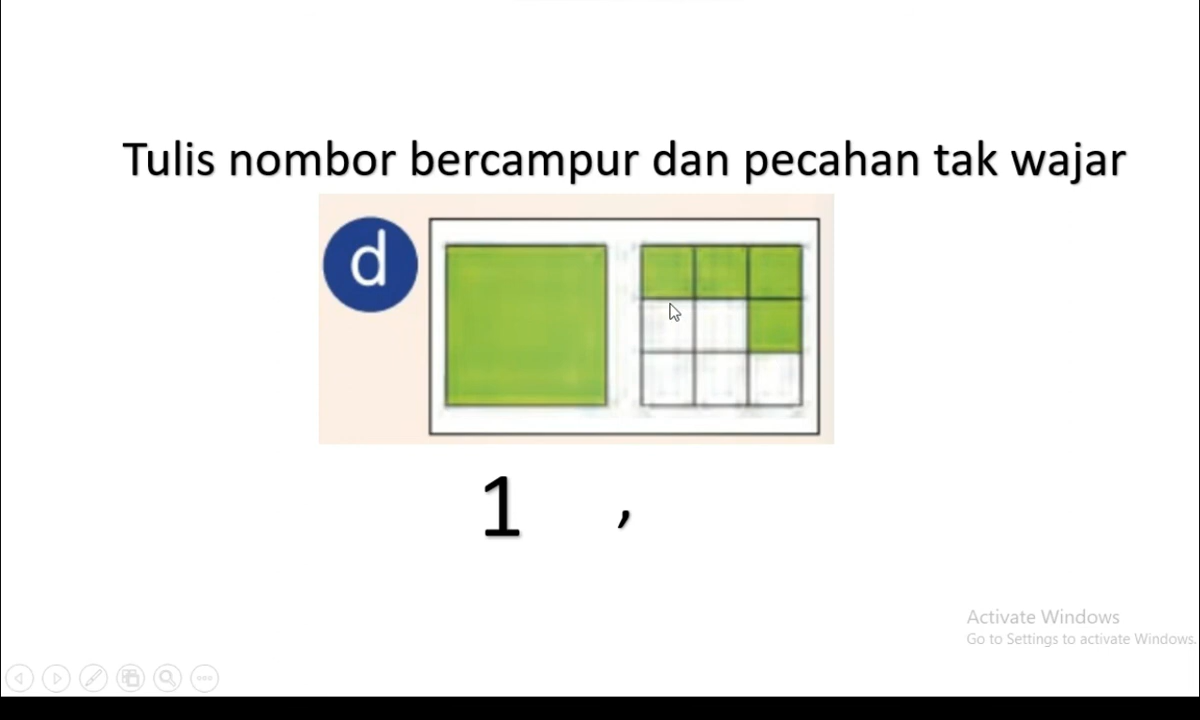 Tulis nombor bercampur dan pecahan tak wajar
d
1 ,
Activate Windows
Go to Settings to activate Windows.